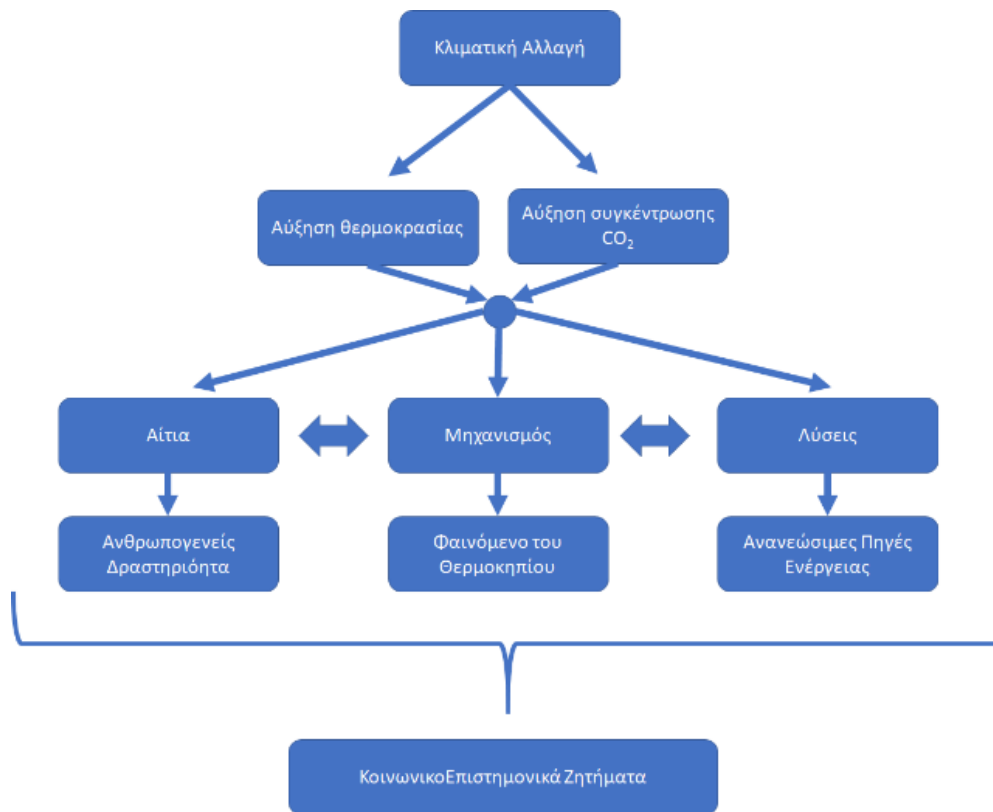 Κλιματική Αλλαγή
Αύξηση θερμοκρασίας
Αύξηση συγκέντρωσης
CO₂
Αίτια
Μηχανισμός
Λύσεις
Ανθρωπογενείς
Δραστηριόητα
Φαινόμενο του
Θερμοκηπίου
Ανανεώσιμες Πηγές
Ενέργειας
ΚοινωνικοΕπιστημονικά Ζητήματα